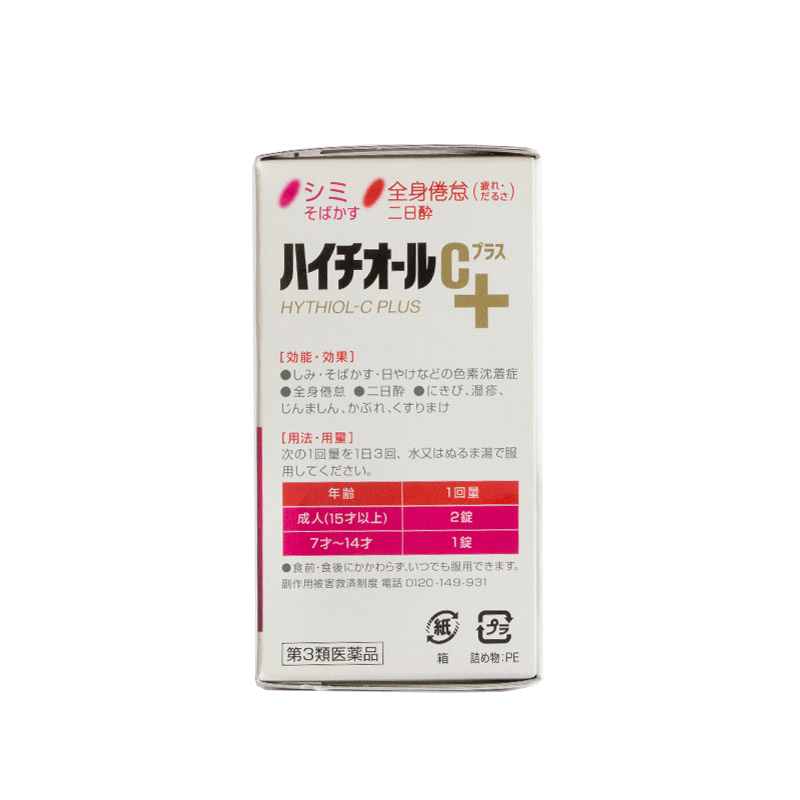 シミ
そばかす
全身倦怠(疲れ・だるさ)
二日酔
ハイチオールCプラス
HYTHIOL-C PLUS
[効能・効果]
●しみ・そばかす・日やけなどの色素沈着症
●全身倦怠 ●二日酔 ●にきび、湿疹、
じんましん、かぶれ、くすりまけ
[用法・用量]
次の1回量を1日3回、水又はぬるま湯で服
用してください。
年齢 1回量
成人(15才以上) 2錠
7才〜14才 1錠
●食前・食後にかかわらず、いつでも服用できます。
副作用被害救済制度 電話 0120-149-931
第3類医薬品
紙
箱
プラ
詰め物:PE